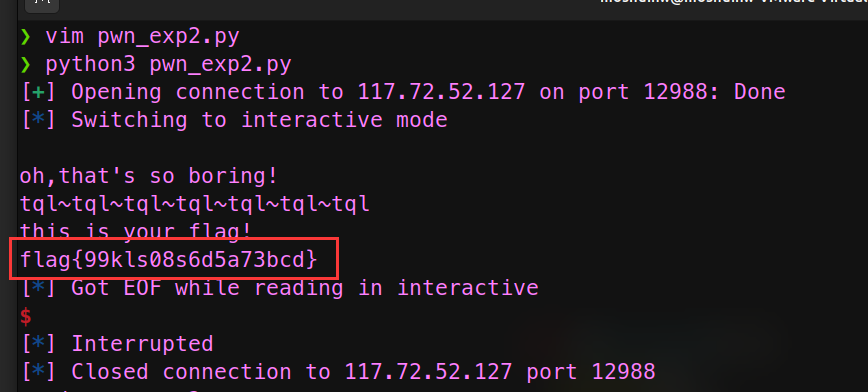 ❯ vim pwn_exp2.py
❯ python3 pwn_exp2.py
[+] Opening connection to 117.72.52.127 on port 12988: Done
[*] Switching to interactive mode
oh,that's so boring!
tql~tql~tql~tql~tql~tql~tql
this is your flag!
flag{99kls08s6d5a73bcd}
[*] Got EOF while reading in interactive
$
[*] Interrupted
[*] Closed connection to 117.72.52.127 port 12988